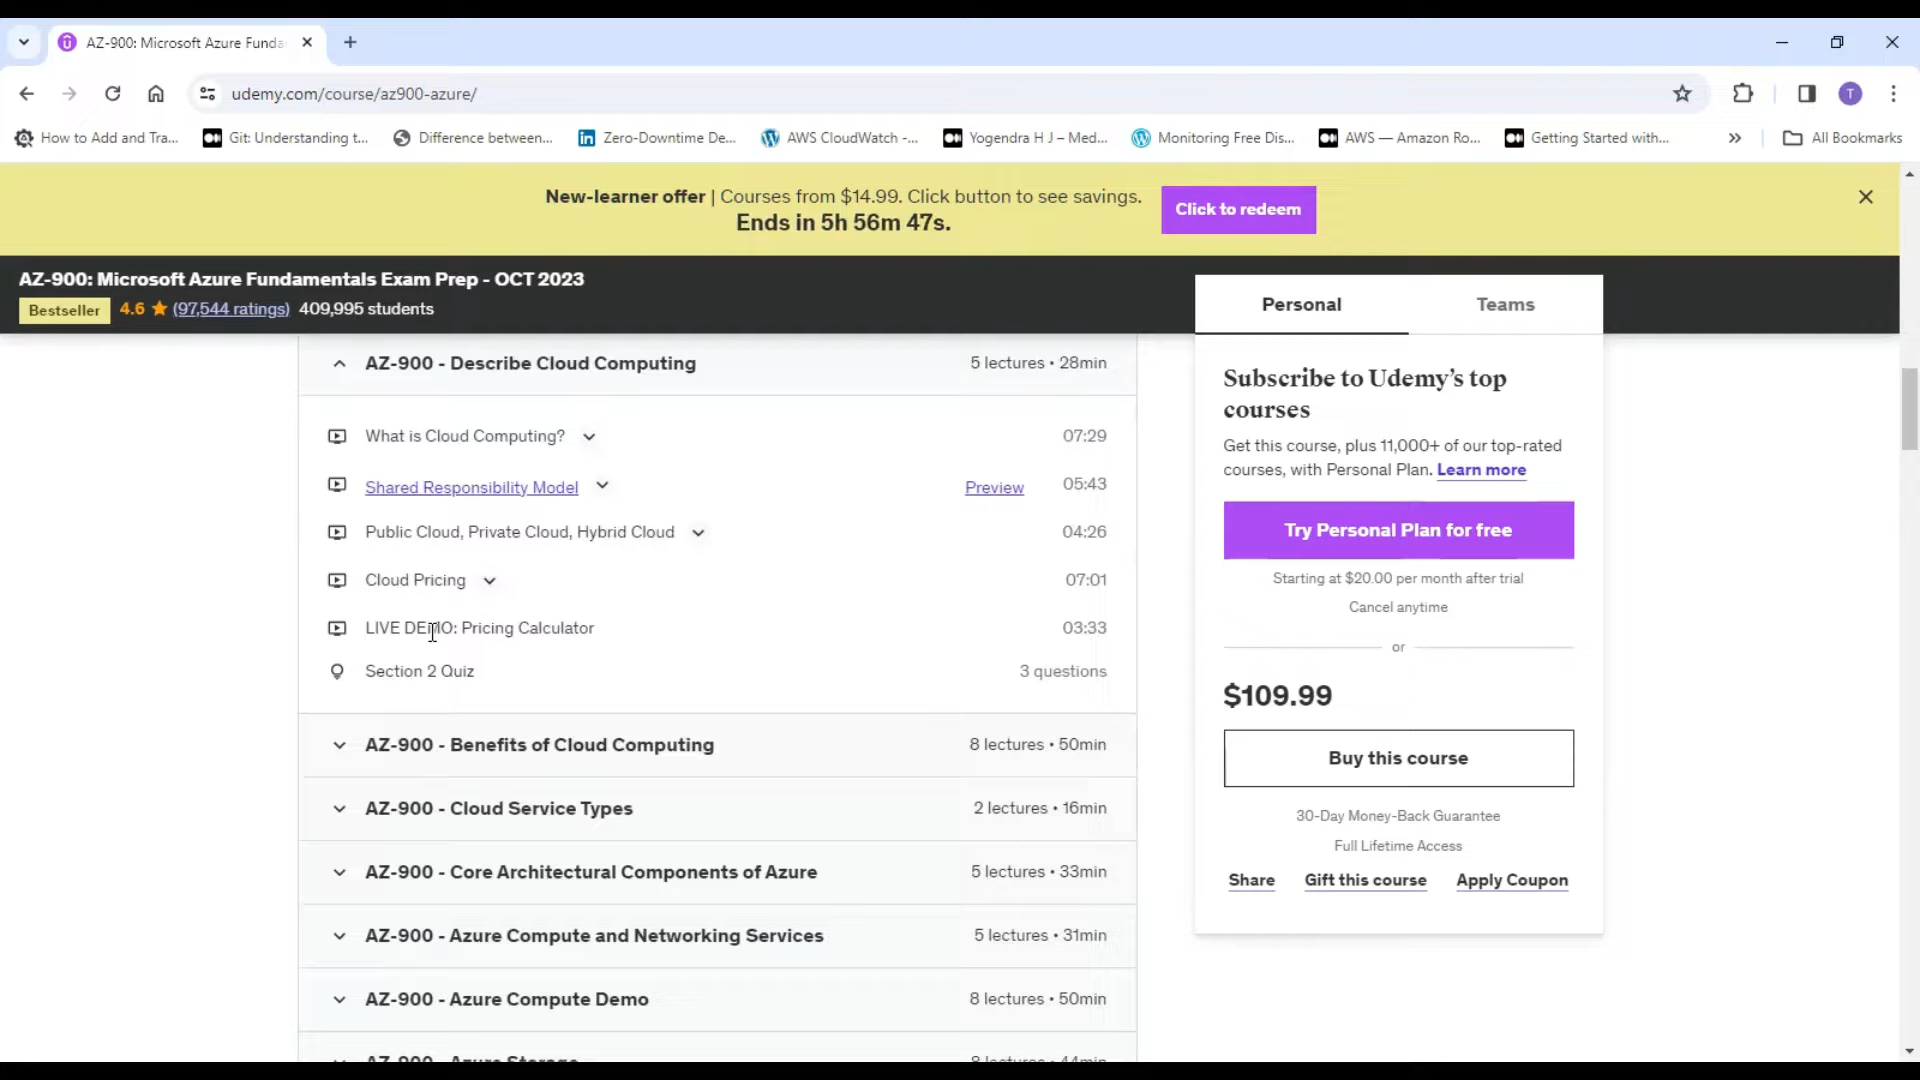 AZ-900: Microsoft Azure Funda
udemy.com/course/az900-azure/
How to Add and Tra...
Git: Understanding t...
Difference between...
Zero-Downtime De...
AWS CloudWatch -...
Yogendra H J – Med...
Monitoring Free Dis...
AWS — Amazon Ro...
Getting Started with...
All Bookmarks
New-learner offer | Courses from $14.99. Click button to see savings.
Ends in 5h 56m 47s.
Click to redeem
AZ-900: Microsoft Azure Fundamentals Exam Prep - OCT 2023
Bestseller 4.6 ★ (97,544 ratings) 409,995 students
AZ-900 - Describe Cloud Computing 5 lectures • 28min
What is Cloud Computing? 07:29
Shared Responsibility Model Preview 05:43
Public Cloud, Private Cloud, Hybrid Cloud 04:26
Cloud Pricing 07:01
LIVE DEMO: Pricing Calculator 03:33
Section 2 Quiz 3 questions
AZ-900 - Benefits of Cloud Computing 8 lectures • 50min
AZ-900 - Cloud Service Types 2 lectures • 16min
AZ-900 - Core Architectural Components of Azure 5 lectures • 33min
AZ-900 - Azure Compute and Networking Services 5 lectures • 31min
AZ-900 - Azure Compute Demo 8 lectures • 50min
AZ-900 - Azure Storage 8 lectures • 44min
Personal Teams
Subscribe to Udemy's top
courses
Get this course, plus 11,000+ of our top-rated
courses, with Personal Plan. Learn more
Try Personal Plan for free
Starting at $20.00 per month after trial
Cancel anytime
or
$109.99
Buy this course
30-Day Money-Back Guarantee
Full Lifetime Access
Share Gift this course Apply Coupon
T